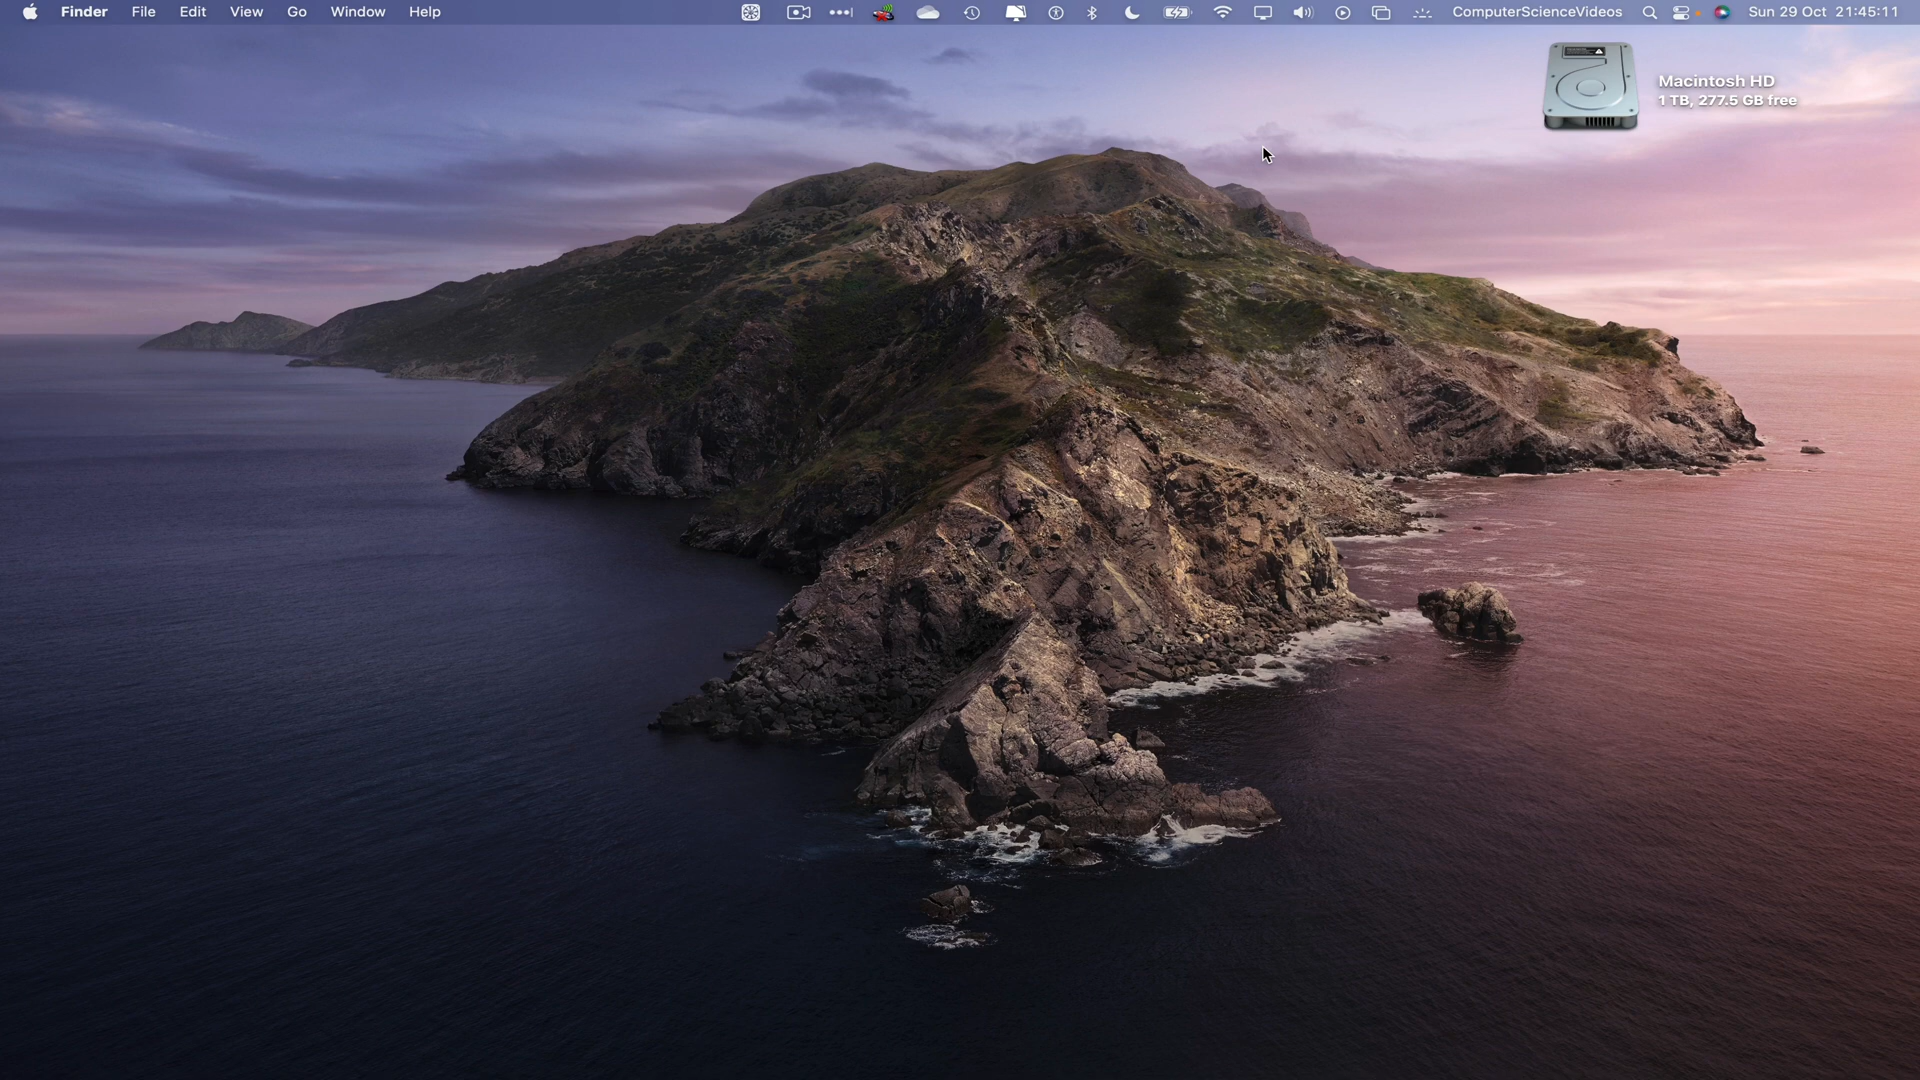 Finder File Edit View Go Window Help ComputerScienceVideos Sun 29 Oct 21:45:11
Macintosh HD
1 TB, 277.5 GB free